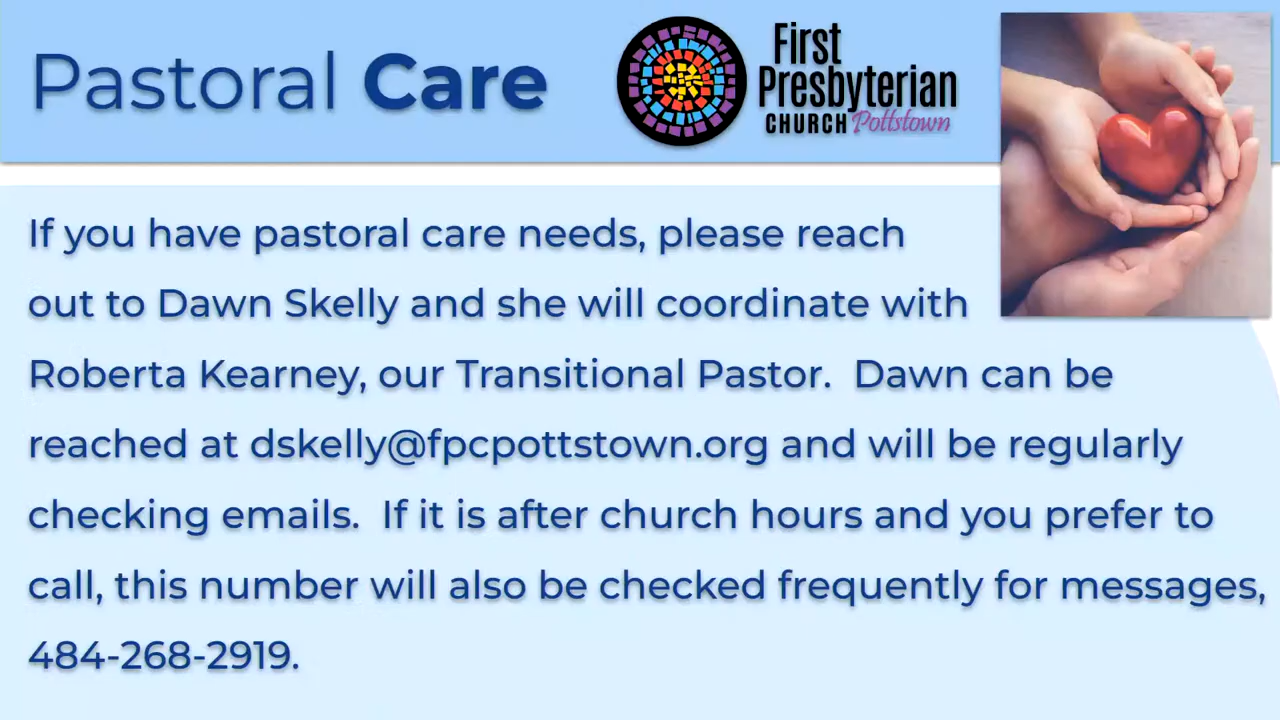 Pastoral Care
First
Presbyterian
CHURCH Pottstown
If you have pastoral care needs, please reach
out to Dawn Skelly and she will coordinate with
Roberta Kearney, our Transitional Pastor.  Dawn can be
reached at dskelly@fpcpottstown.org and will be regularly
checking emails.  If it is after church hours and you prefer to
call, this number will also be checked frequently for messages,
484-268-2919.